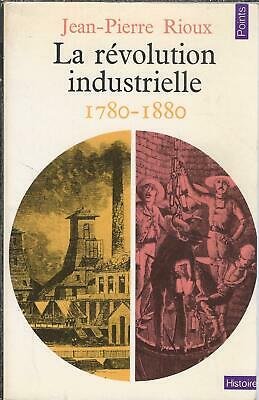 Jean-Pierre Rioux
La révolution
industrielle
1780-1880
Points
Histoire